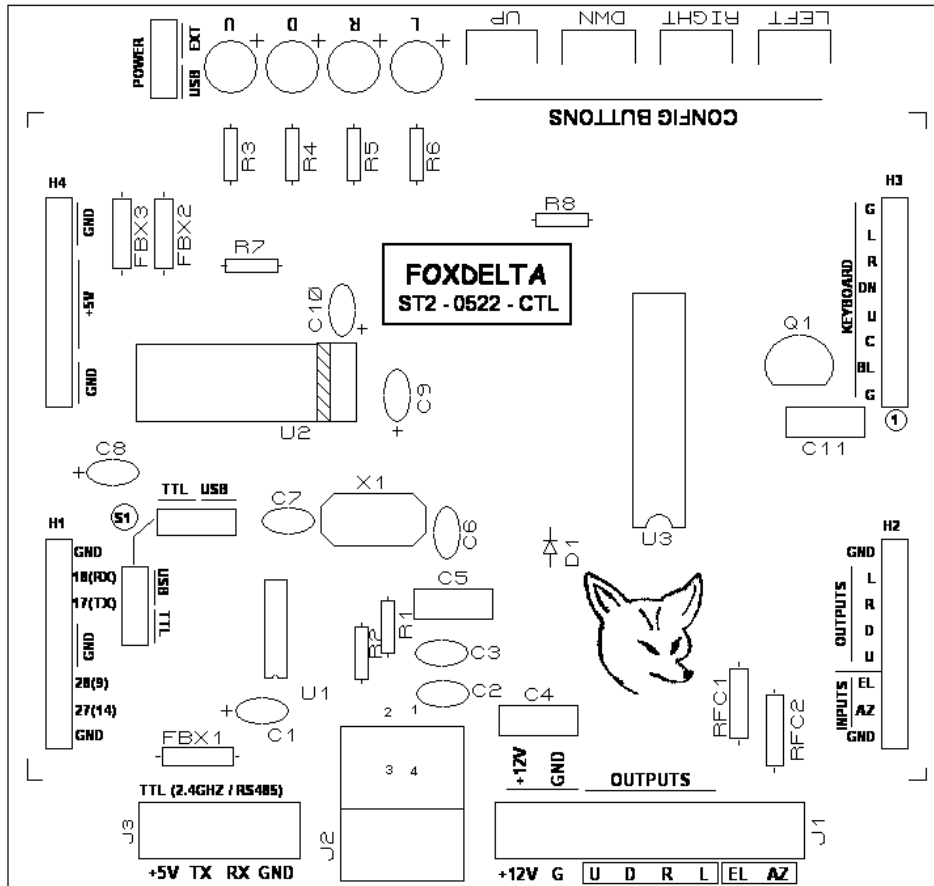 POWER
EXT
USB
U D R L
UP DWN RIGHT LEFT
CONFIG BUTTONS
R3 R4 R5 R6
H4
GND
+5V
GND
FBX3
FBX2
R7
R8
FOXDELTA
ST2 - 0522 - CTL
C10
C9
U2
C8
H3
KEYBOARD
G
L
R
DN
U
C
BL
G
1
Q1
C11
U3
S1
TTL USB
USB
TTL
C7
X1
C6
D1
H1
GND
18(RX)
17(TX)
GND
28(9)
27(14)
GND
C5
R1
R2
C3
C2
U1
C1
C4
FBX1
2 1
3 4
H2
GND
OUTPUTS
L
R
D
U
INPUTS
EL
AZ
GND
RFC1
RFC2
+12V
GND
OUTPUTS
TTL (2.4GHZ / RS485)
J3
J2
J1
+5V TX RX GND
+12V G U D R L EL AZ